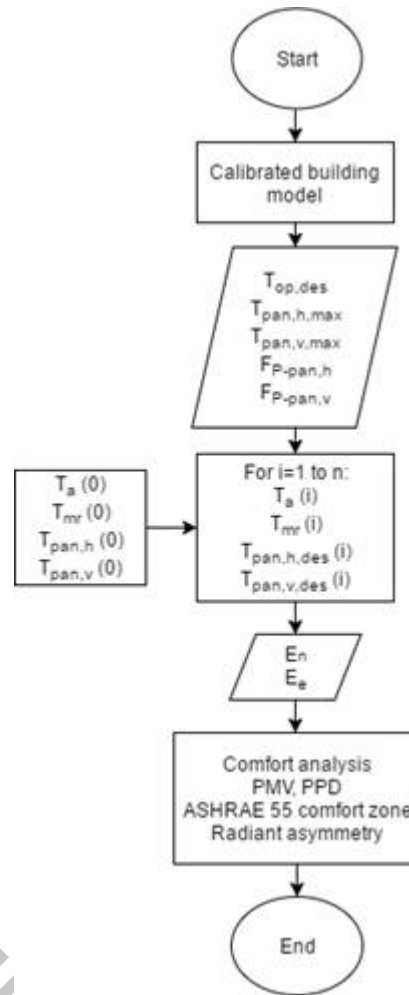 Start
Calibrated building
model
T_op,des
T_pan,h,max
T_pan,v,max
F_P-pan,h
F_P-pan,v
T_a (0)
T_mr (0)
T_pan,h (0)
T_pan,v (0)
For i=1 to n:
T_a (i)
T_mr (i)
T_pan,h,des (i)
T_pan,v,des (i)
E_n
E_e
Comfort analysis
PMV, PPD
ASHRAE 55 comfort zone
Radiant asymmetry
End